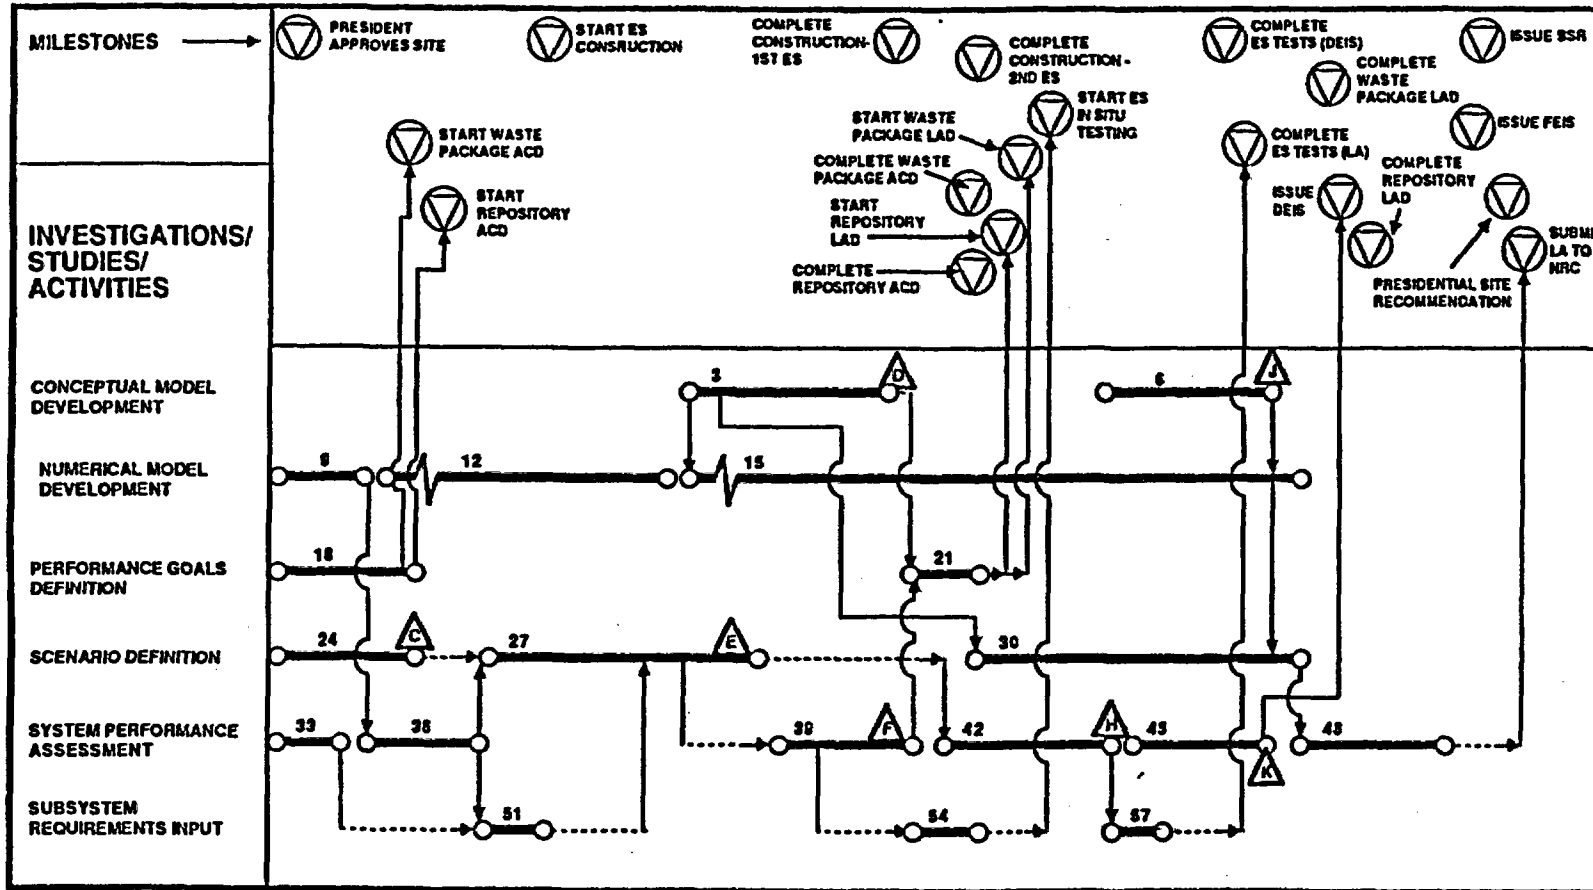 MILESTONES
PRESIDENT
APPROVES SITE
START ES
CONSRUCTION
COMPLETE
CONSTRUCTION-
1ST ES
COMPLETE
CONSTRUCTION -
2ND ES
COMPLETE
ES TESTS (DEIS)
ISSUE SSR
COMPLETE
WASTE
PACKAGE LAD
START ES
IN SITU
TESTING
START WASTE
PACKAGE LAD
ISSUE FEIS
START WASTE
PACKAGE ACD
COMPLETE
ES TESTS (LA)
COMPLETE WASTE
PACKAGE ACD
COMPLETE
REPOSITORY
LAD
START
REPOSITORY
ACD
ISSUE
DEIS
START
REPOSITORY
LAD
SUBMI
LA TO
NRC
COMPLETE
REPOSITORY ACD
PRESIDENTIAL SITE
RECOMMENDATION
INVESTIGATIONS/
STUDIES/
ACTIVITIES
CONCEPTUAL MODEL
DEVELOPMENT
3
D
6
J
NUMERICAL MODEL
DEVELOPMENT
9
12
15
PERFORMANCE GOALS
DEFINITION
18
21
SCENARIO DEFINITION
24
C
27
E
30
SYSTEM PERFORMANCE
ASSESSMENT
33
36
39
F
42
H
45
K
48
SUBSYSTEM
REQUIREMENTS INPUT
51
54
57